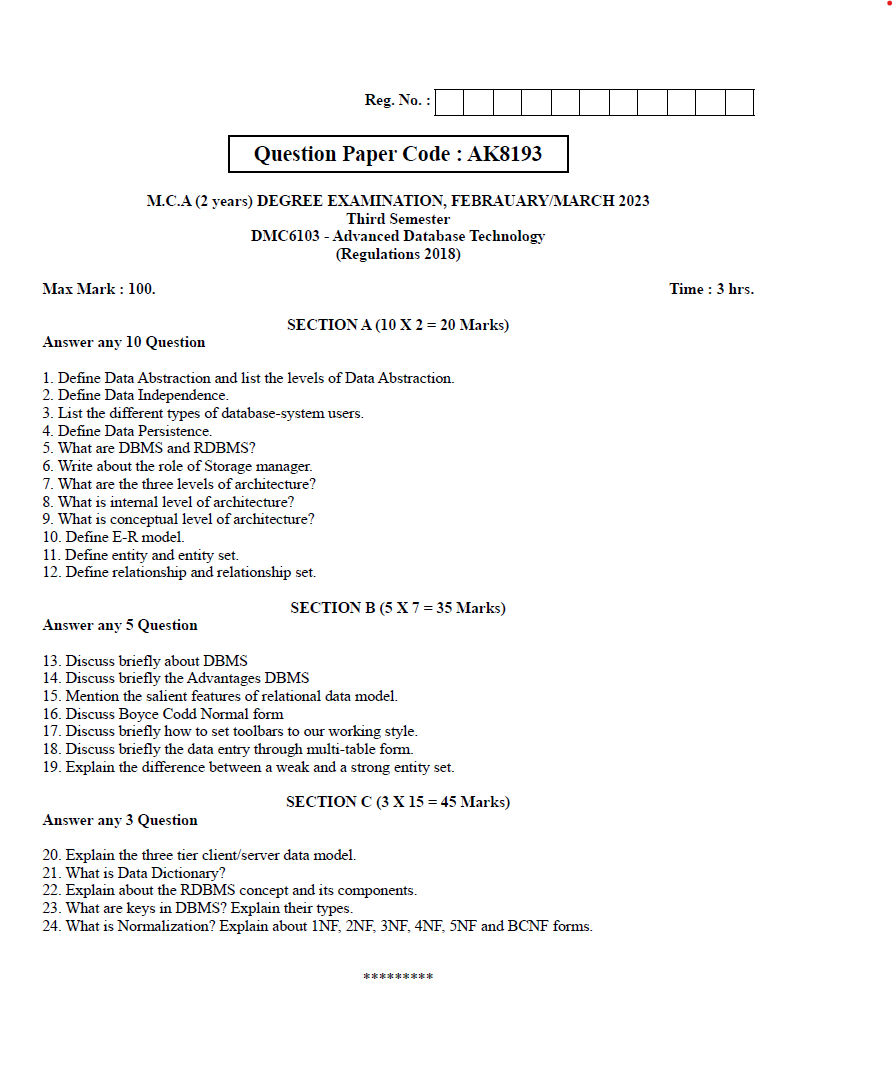 Reg. No. :
Question Paper Code : AK8193
M.C.A (2 years) DEGREE EXAMINATION, FEBRAUARY/MARCH 2023
Third Semester
DMC6103 - Advanced Database Technology
(Regulations 2018)
Max Mark : 100. Time : 3 hrs.
SECTION A (10 X 2 = 20 Marks)
Answer any 10 Question
1. Define Data Abstraction and list the levels of Data Abstraction.
2. Define Data Independence.
3. List the different types of database-system users.
4. Define Data Persistence.
5. What are DBMS and RDBMS?
6. Write about the role of Storage manager.
7. What are the three levels of architecture?
8. What is internal level of architecture?
9. What is conceptual level of architecture?
10. Define E-R model.
11. Define entity and entity set.
12. Define relationship and relationship set.
SECTION B (5 X 7 = 35 Marks)
Answer any 5 Question
13. Discuss briefly about DBMS
14. Discuss briefly the Advantages DBMS
15. Mention the salient features of relational data model.
16. Discuss Boyce Codd Normal form
17. Discuss briefly how to set toolbars to our working style.
18. Discuss briefly the data entry through multi-table form.
19. Explain the difference between a weak and a strong entity set.
SECTION C (3 X 15 = 45 Marks)
Answer any 3 Question
20. Explain the three tier client/server data model.
21. What is Data Dictionary?
22. Explain about the RDBMS concept and its components.
23. What are keys in DBMS? Explain their types.
24. What is Normalization? Explain about 1NF, 2NF, 3NF, 4NF, 5NF and BCNF forms.
*********